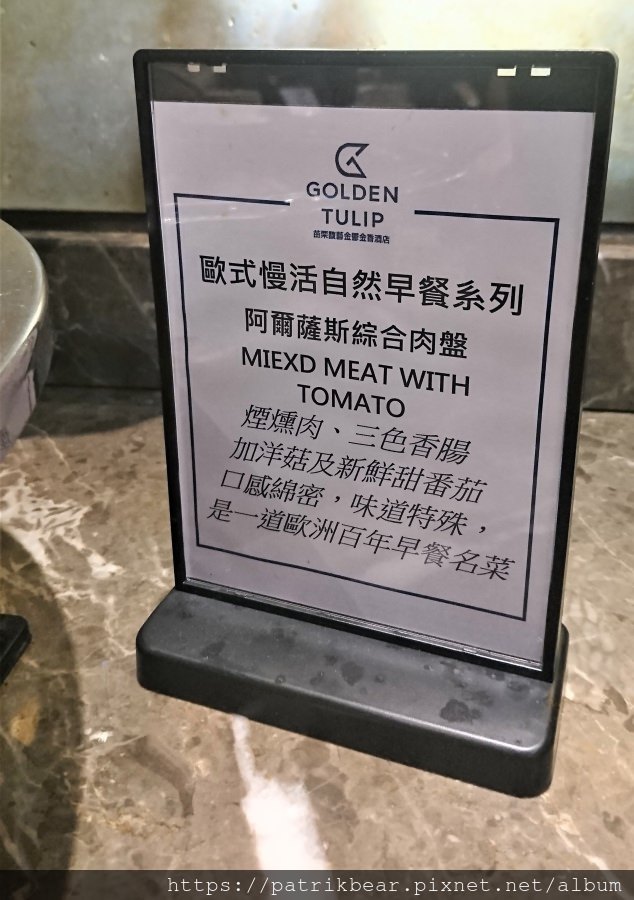 GOLDEN
TULIP
苗栗馥藝金鬱金香酒店
歐式慢活自然早餐系列
阿爾薩斯綜合肉盤
MIEXD MEAT WITH
TOMATO
煙燻肉、三色香腸
加洋菇及新鮮甜番茄
口感綿密，味道特殊，
是一道歐洲百年早餐名菜
https://patrikbear.pixnet.net/album